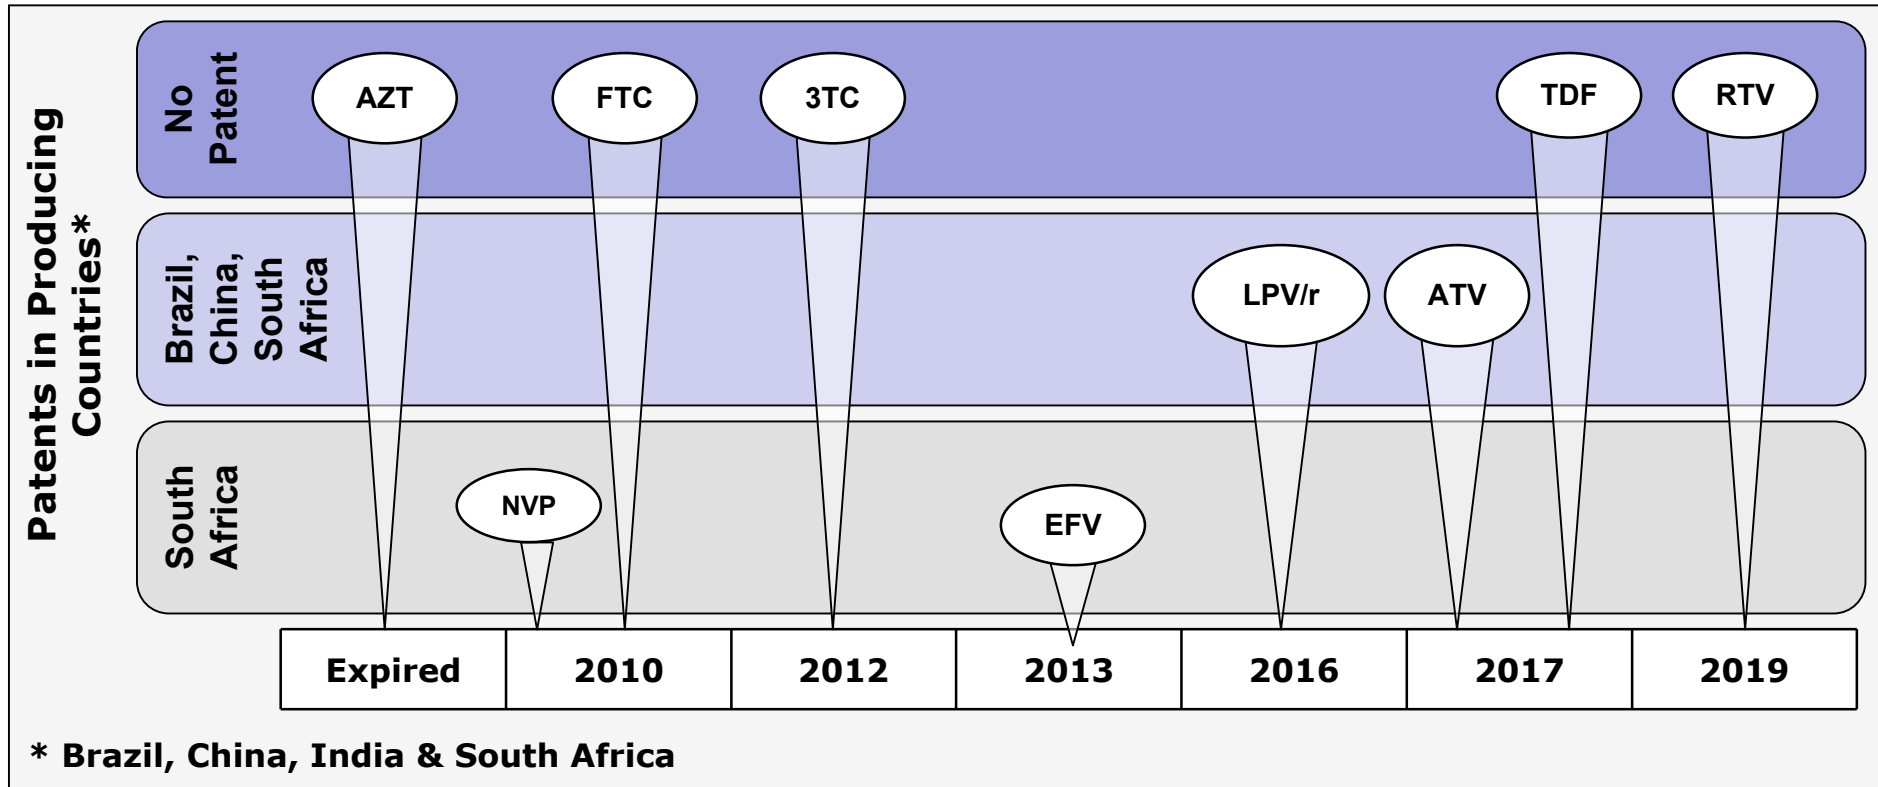 Patents in Producing
Countries*
No
Patent
AZT
FTC
3TC
TDF
RTV
Brazil,
China,
South
Africa
LPV/r
ATV
South
Africa
NVP
EFV
Expired
2010
2012
2013
2016
2017
2019
* Brazil, China, India & South Africa